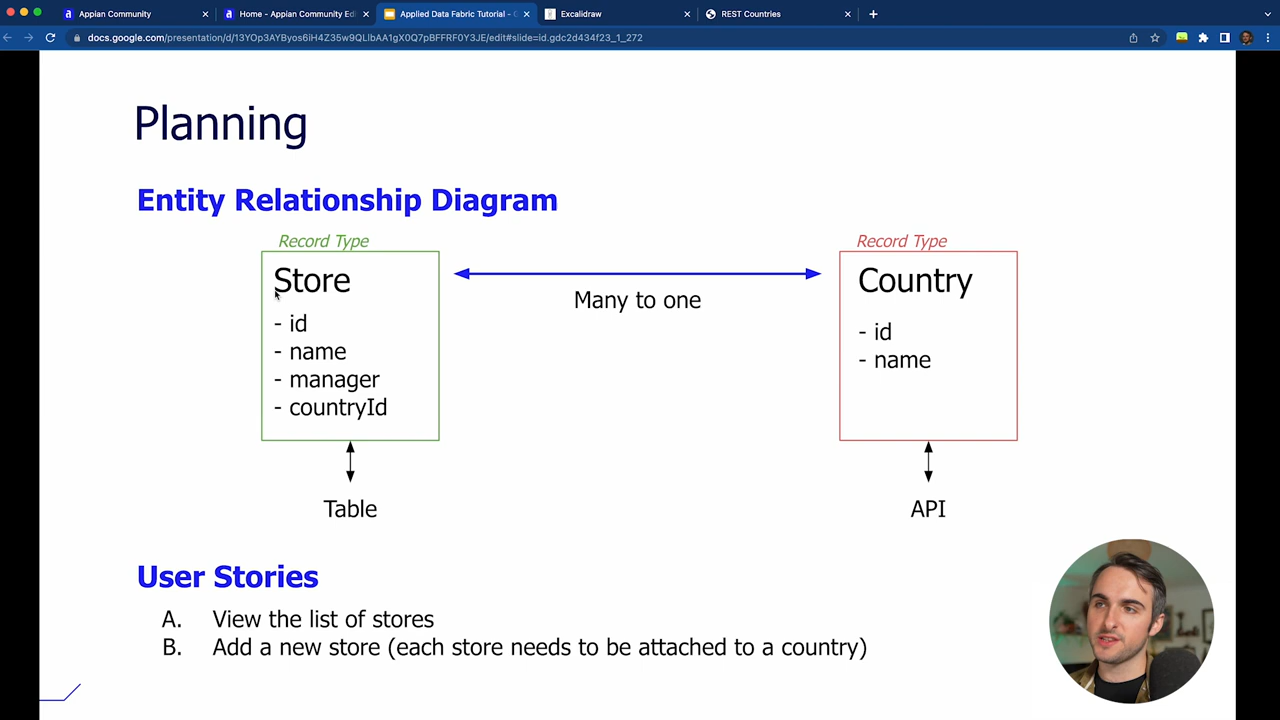 Appian Community
Home - Appian Community Edi
Applied Data Fabric Tutorial -
Excalidraw
REST Countries
docs.google.com/presentation/d/13YOp3AYByos6iH4Z35w9QLIbAA1gX0Q7pBFFRF0Y3JE/edit#slide=id.gdc2d434f23_1_272
Planning
Entity Relationship Diagram
Record Type
Record Type
Store
Country
Many to one
- id
- name
- manager
- countryId
- id
- name
Table
API
User Stories
A. View the list of stores
B. Add a new store (each store needs to be attached to a country)